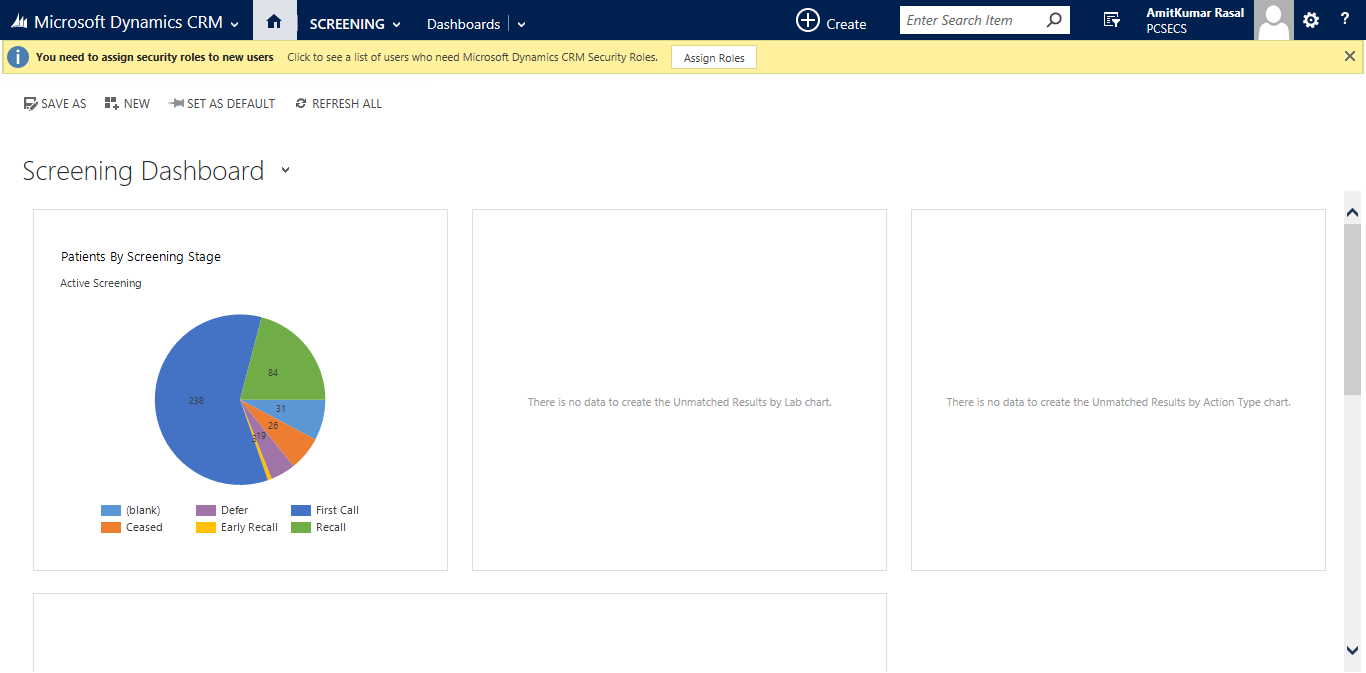 Microsoft Dynamics CRM
SCREENING
Dashboards
Create
Enter Search Item
AmitKumar Rasal
PCSECS
?
You need to assign security roles to new users Click to see a list of users who need Microsoft Dynamics CRM Security Roles. Assign Roles
SAVE AS NEW SET AS DEFAULT REFRESH ALL
Screening Dashboard
Patients By Screening Stage
Active Screening
84
238
31
26
19
3
(blank) Defer First Call
Ceased Early Recall Recall
There is no data to create the Unmatched Results by Lab chart.
There is no data to create the Unmatched Results by Action Type chart.